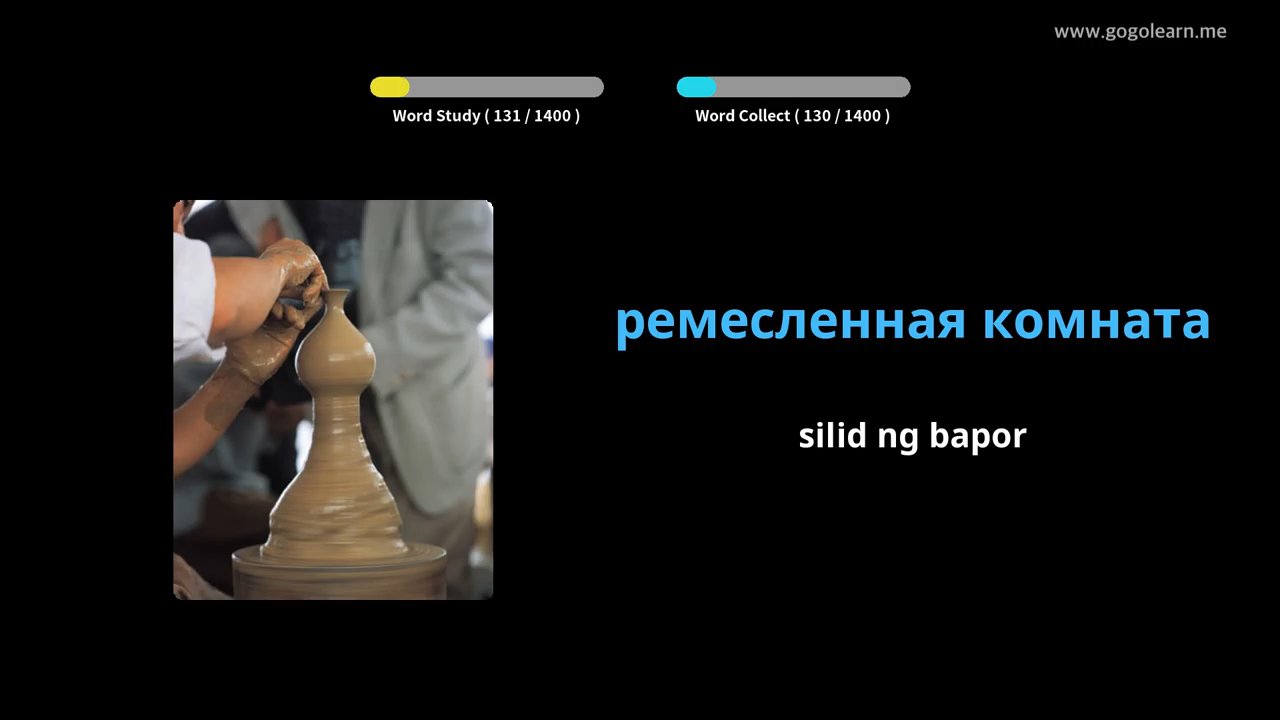 www.gogolearn.me
Word Study ( 131 / 1400 )
Word Collect ( 130 / 1400 )
ремесленная комната
silid ng bapor